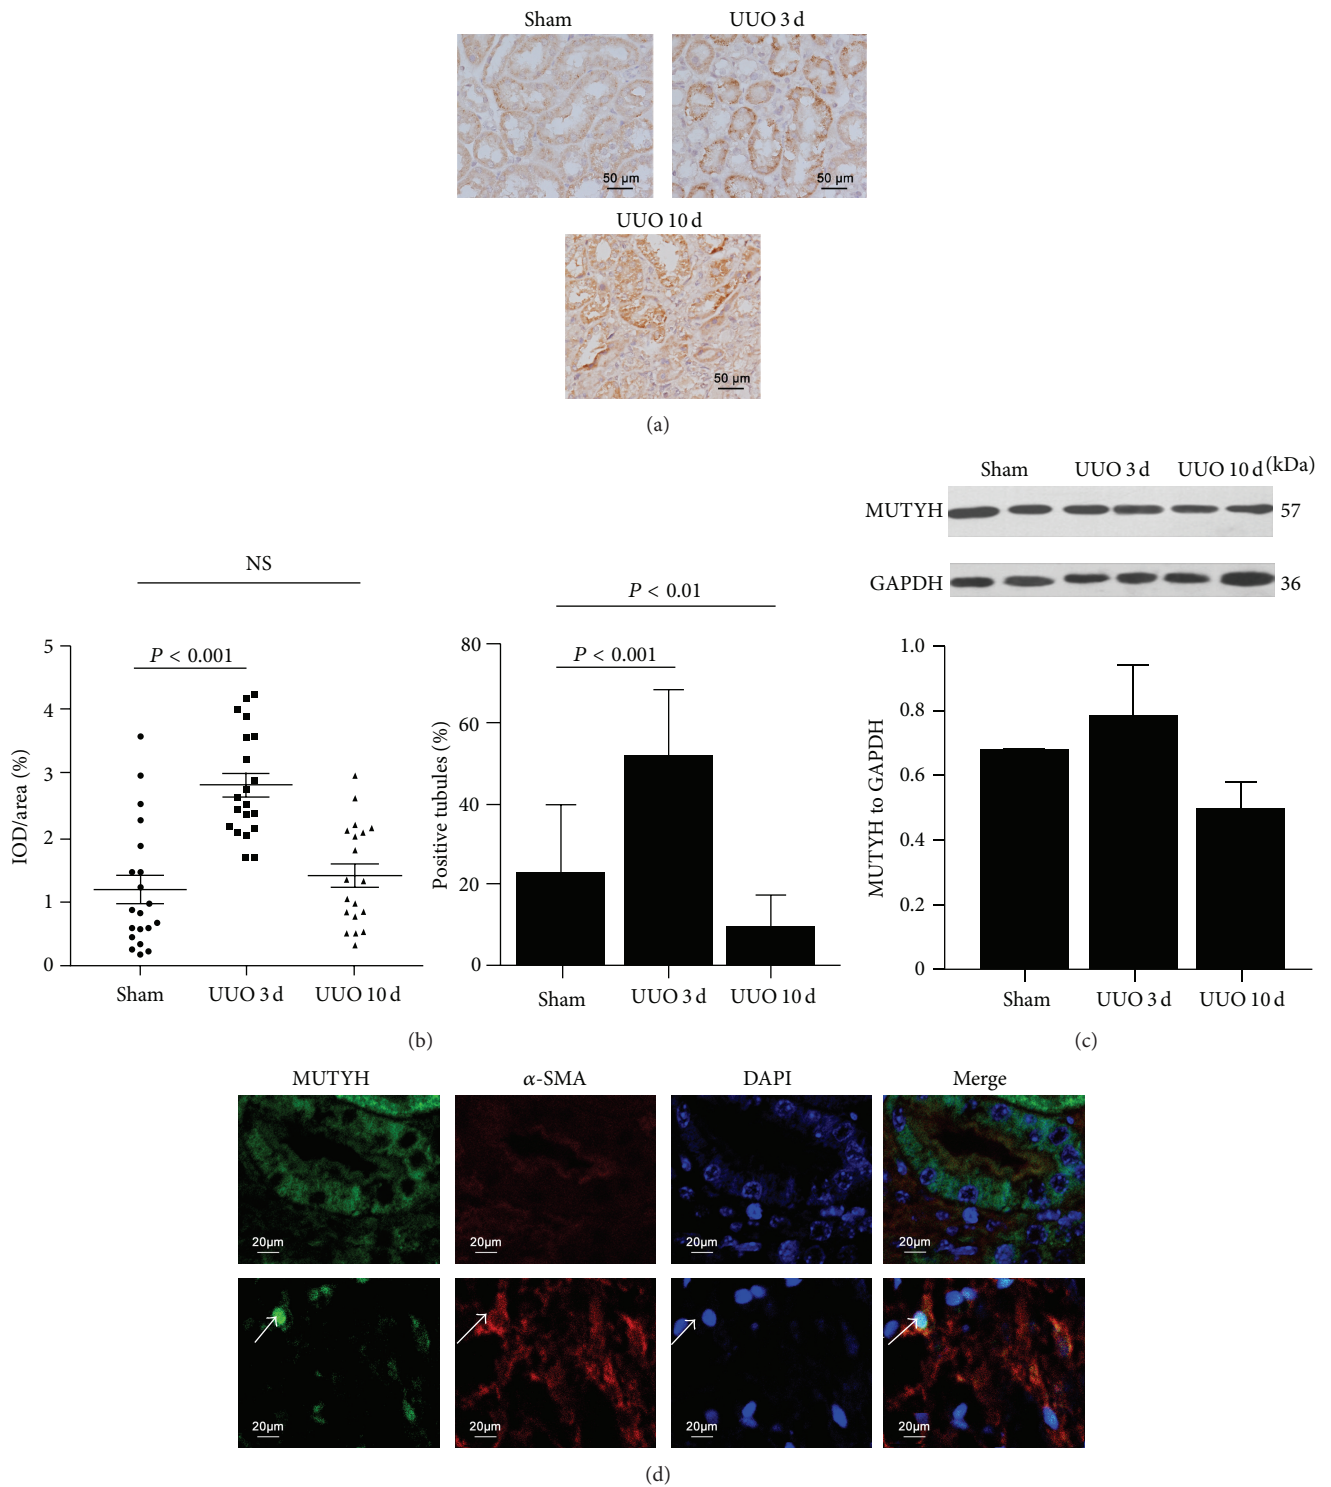 Sham
UUO 3 d
50 µm
50 µm
UUO 10 d
50 µm
(a)
NS
P < 0.001
5
4
3
2
1
0
IOD/area (%)
Sham
UUO 3 d
UUO 10 d
P < 0.01
P < 0.001
80
60
40
20
0
Positive tubules (%)
Sham
UUO 3 d
UUO 10 d
(b)
Sham
UUO 3 d
UUO 10 d
(kDa)
MUTYH
57
GAPDH
36
1.0
0.8
0.6
0.4
0.2
0
MUTYH to GAPDH
Sham
UUO 3 d
UUO 10 d
(c)
MUTYH
α-SMA
DAPI
Merge
20µm
20µm
20µm
20µm
20µm
20µm
20µm
20µm
(d)